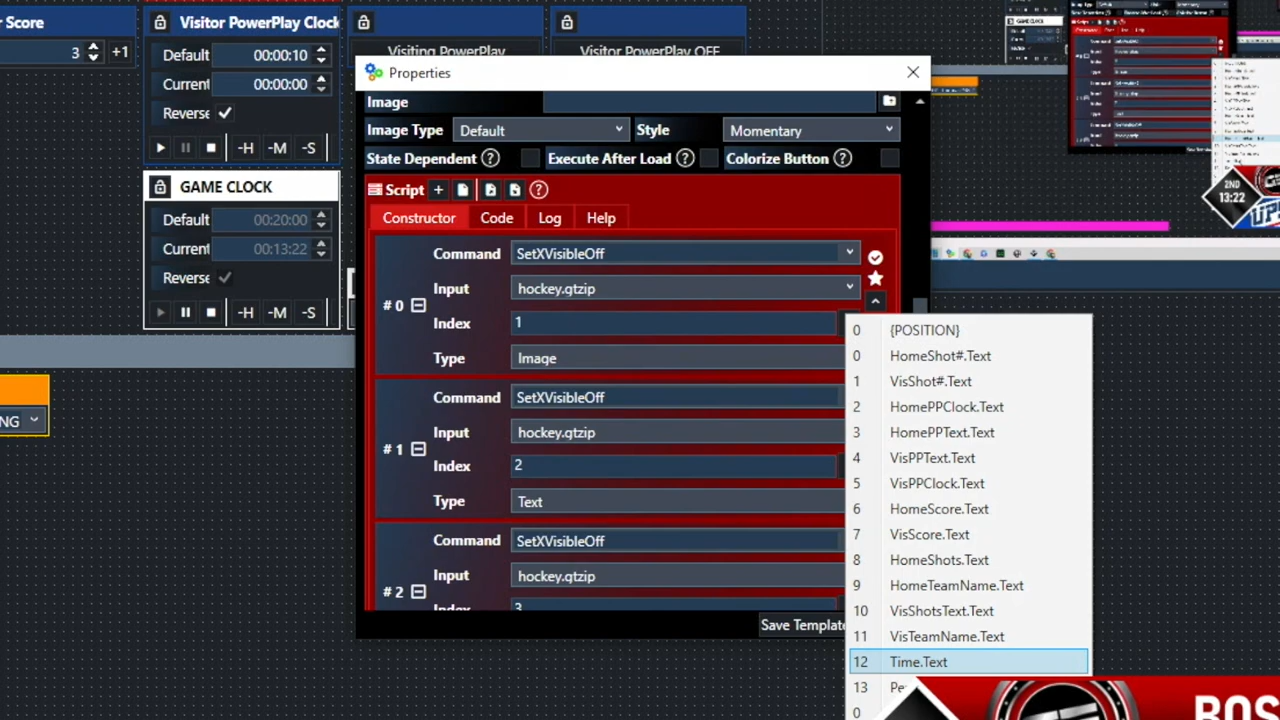 r Score
3
+1
Visitor PowerPlay Clock
Default
00:00:10
Current
00:00:00
Reverse
-H
-M
-S
PowerPlay
Visitor PowerPlay OFF
GAME CLOCK
Default
00:20:00
Current
00:13:22
Reverse
-H
-M
-S
NG
Properties
Image
Image Type
Default
Style
Momentary
State Dependent
Execute After Load
Colorize Button
Script
Constructor
Code
Log
Help
Command
SetXVisibleOff
# 0
Input
hockey.gtzip
Index
1
Type
Image
Command
SetXVisibleOff
# 1
Input
hockey.gtzip
Index
2
Type
Text
Command
SetXVisibleOff
# 2
Input
hockey.gtzip
Index
3
Save Template
0 {POSITION}
0 HomeShot#.Text
1 VisShot#.Text
2 HomePPClock.Text
3 HomePPText.Text
4 VisPPText.Text
5 VisPPClock.Text
6 HomeScore.Text
7 VisScore.Text
8 HomeShots.Text
9 HomeTeamName.Text
10 VisShotsText.Text
11 VisTeamName.Text
12 Time.Text
13 Pe
0
2ND
13:22
BOS